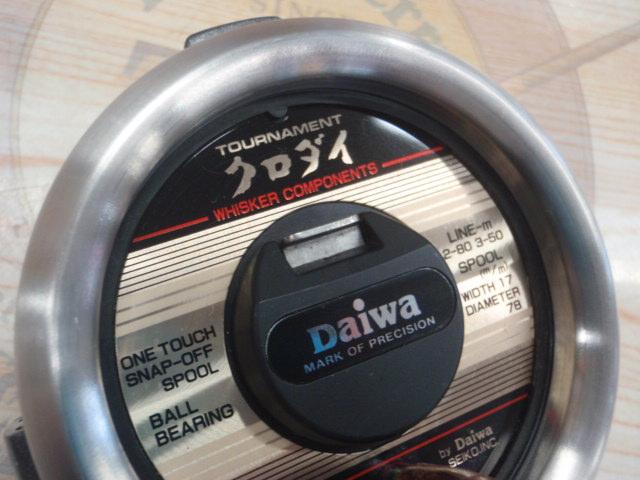 TOURNAMENT
クロダイ
WHISKER COMPONENTS
LINE-m
2-80 3-50
SPOOL
(m/m)
WIDTH 17
DIAMETER
78
Daiwa
MARK OF PRECISION
ONE TOUCH
SNAP-OFF
SPOOL
BALL
BEARING
by Daiwa
SEIKO.INC.